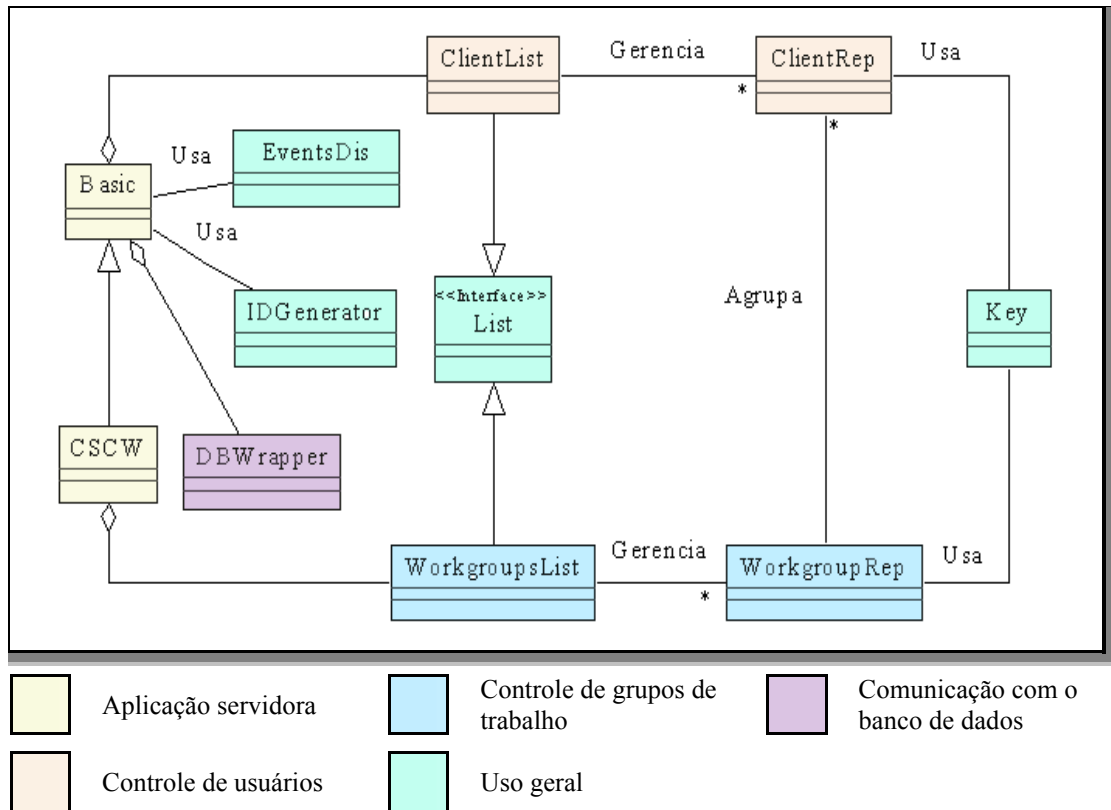 ClientList
Gerencia
*
ClientRep
*
Usa
Usa
EventsDis
Basic
Usa
IDGenerator
<<Interface>>
List
Agrupa
Key
CSCW
DBWrapper
WorkgroupsList
Gerencia
*
WorkgroupRep
Usa
Aplicação servidora
Controle de grupos de
trabalho
Comunicação com o
banco de dados
Controle de usuários
Uso geral